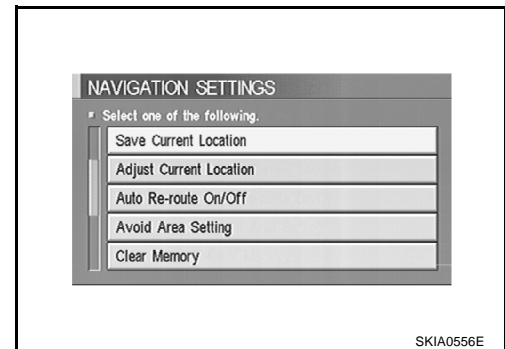 NAVIGATION SETTINGS
Select one of the following.
Save Current Location
Adjust Current Location
Auto Re-route On/Off
Avoid Area Setting
Clear Memory
SKIA0556E